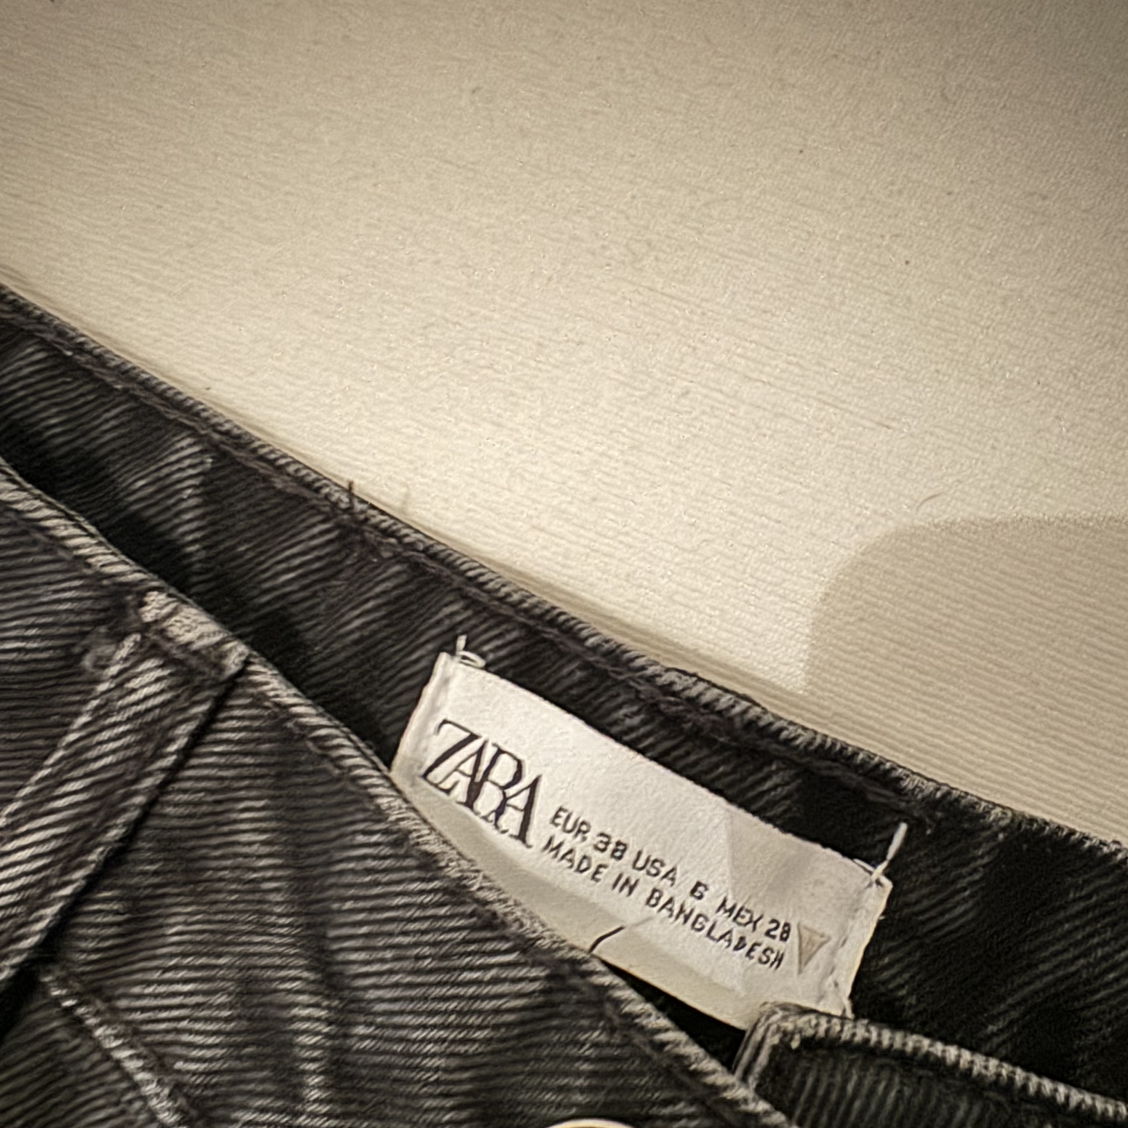 ZARA
EUR 38 USA 6 MEX 28
MADE IN BANGLADESH